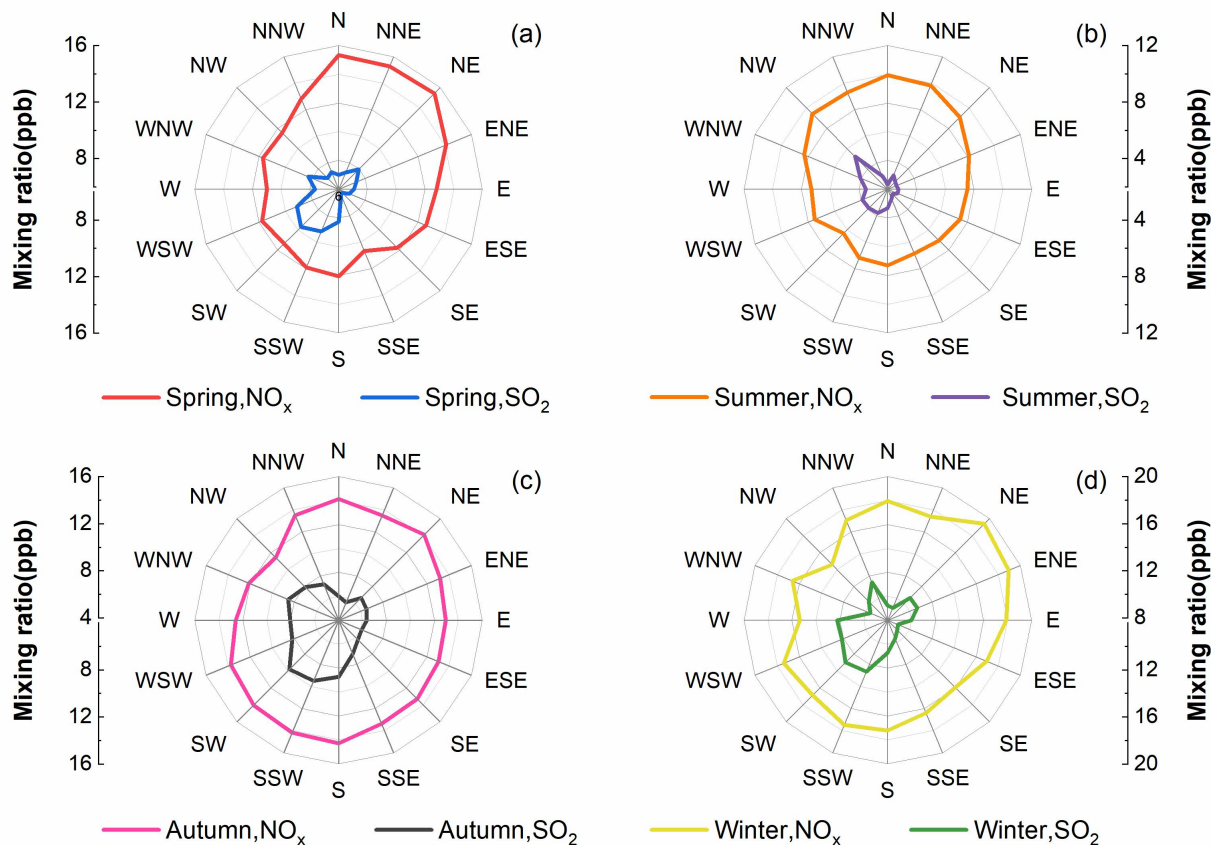 N
NNW NNE
NW NE
WNW ENE
W E
WSW ESE
SW SE
SSW SSE
S
(a)
Mixing ratio(ppb)
16
12
8
8
12
16
6
Spring,NOₓ Spring,SO₂
N
NNW NNE
NW NE
WNW ENE
W E
WSW ESE
SW SE
SSW SSE
S
(b)
Mixing ratio(ppb)
12
8
4
4
8
12
Summer,NOₓ Summer,SO₂
N
NNW NNE
NW NE
WNW ENE
W E
WSW ESE
SW SE
SSW SSE
S
(c)
Mixing ratio(ppb)
16
12
8
4
8
12
16
Autumn,NOₓ Autumn,SO₂
N
NNW NNE
NW NE
WNW ENE
W E
WSW ESE
SW SE
SSW SSE
S
(d)
Mixing ratio(ppb)
20
16
12
8
12
16
20
Winter,NOₓ Winter,SO₂